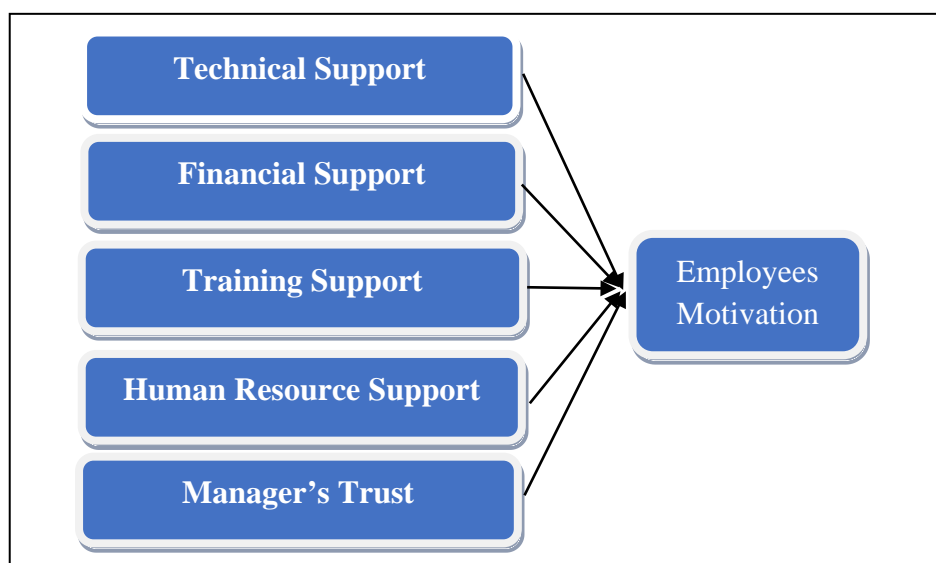 Technical Support
Financial Support
Training Support
Human Resource Support
Manager’s Trust
Employees
Motivation